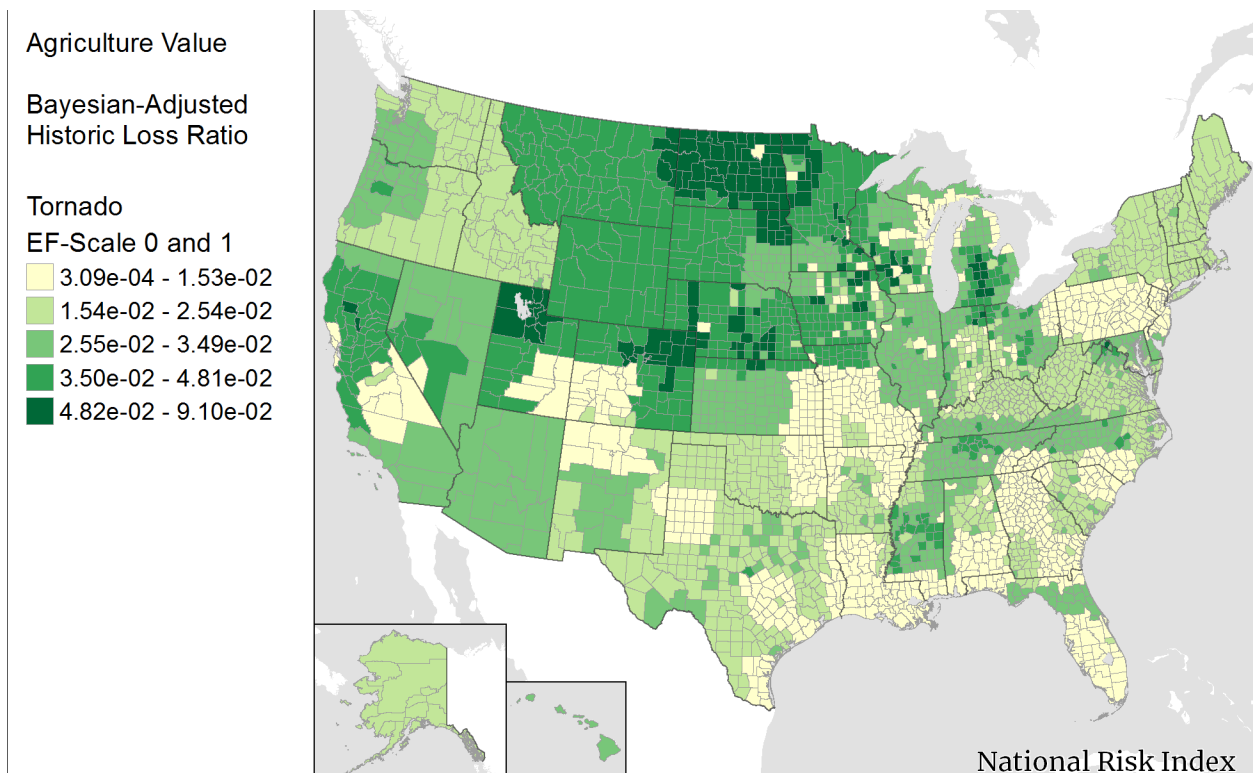 Agriculture Value
Bayesian-Adjusted
Historic Loss Ratio
Tornado
EF-Scale 0 and 1
3.09e-04 - 1.53e-02
1.54e-02 - 2.54e-02
2.55e-02 - 3.49e-02
3.50e-02 - 4.81e-02
4.82e-02 - 9.10e-02
National Risk Index